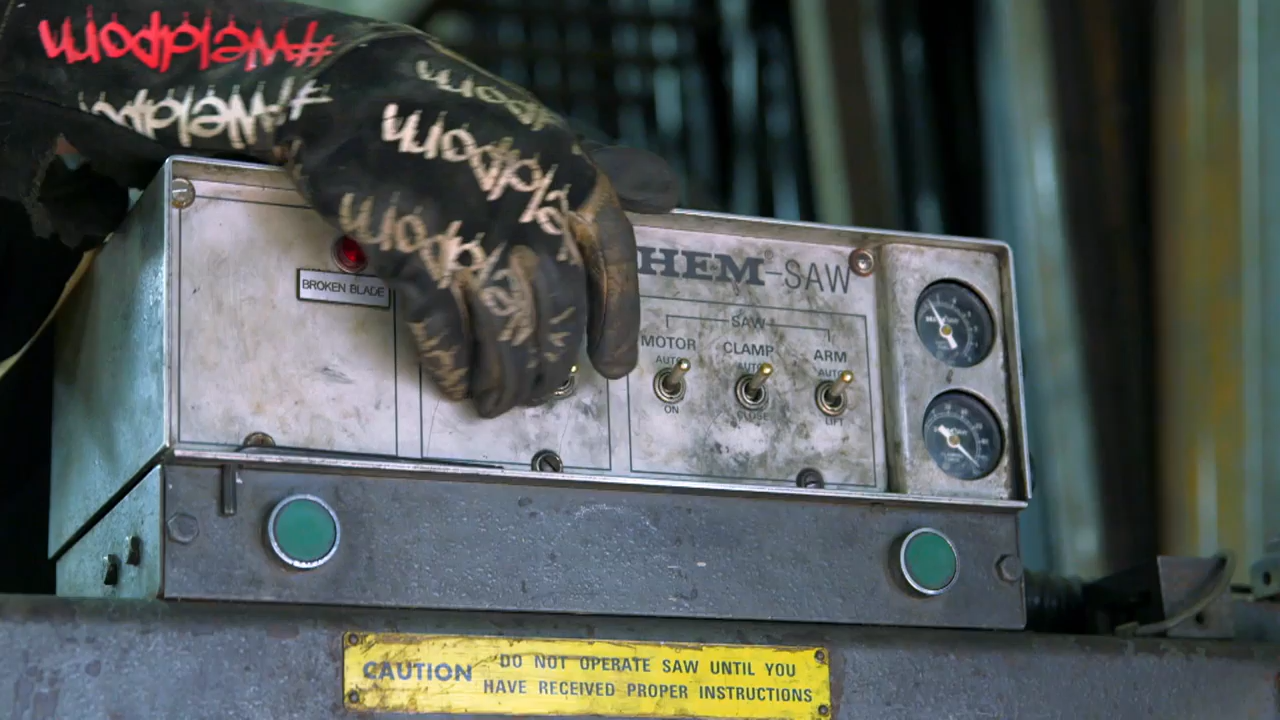 #Weldporn
#Weldporn
Weldporn
Weldporn
Weldporn
BROKEN BLADE
HEM®-SAW
SAW
MOTOR
CLAMP
ARM
AUTO
AUTO
AUTO
ON
CLOSE
LIFT
CAUTION
DO NOT OPERATE SAW UNTIL YOU
HAVE RECEIVED PROPER INSTRUCTIONS